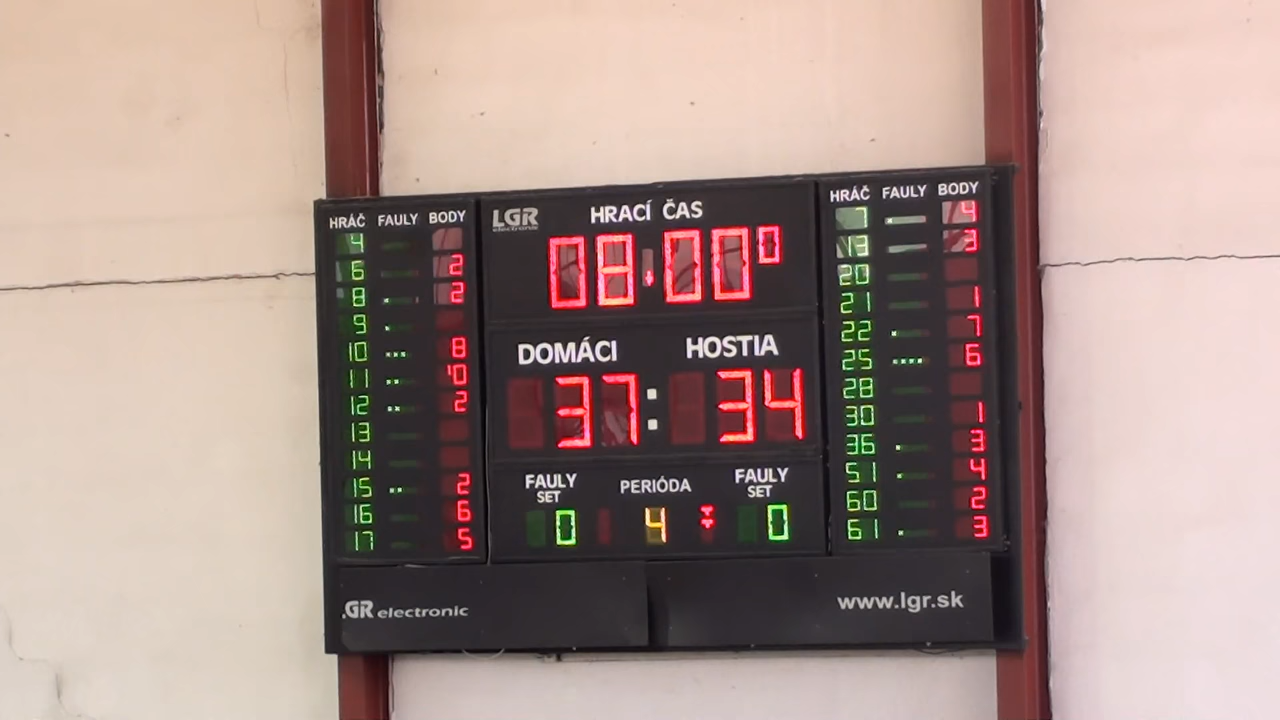 HRÁČ FAULY BODY
4
6 2
8 2
9
10 8
11 10
12 2
13
14
15 2
16 6
17 5
LGR
electronic
HRACÍ ČAS
08:00 0
DOMÁCI HOSTIA
37:34
FAULY SET PERIÓDA FAULY SET
0 4 0
HRÁČ FAULY BODY
7 4
13 3
20
21 1
22 7
25 6
28
30 1
36 3
51 4
60 2
61 3
.GR electronic
www.lgr.sk